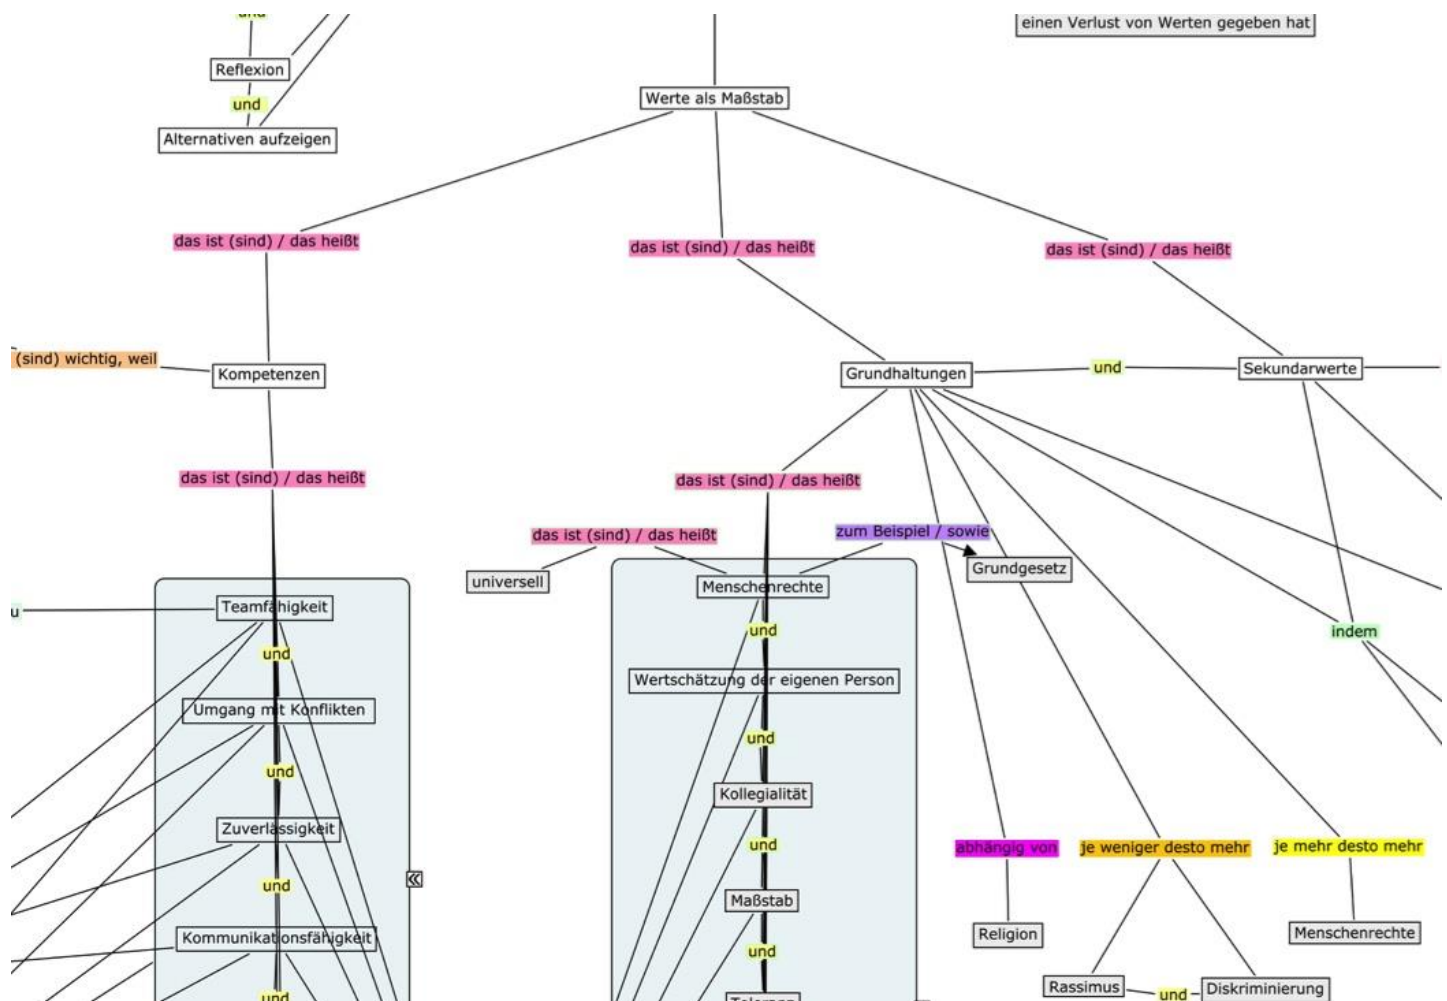 und
einen Verlust von Werten gegeben hat
Reflexion
und
Alternativen aufzeigen
Werte als Maßstab
das ist (sind) / das heißt
das ist (sind) / das heißt
das ist (sind) / das heißt
(sind) wichtig, weil
Kompetenzen
Grundhaltungen
und
Sekundarwerte
das ist (sind) / das heißt
das ist (sind) / das heißt
das ist (sind) / das heißt
zum Beispiel / sowie
universell
Menschenrechte
Grundgesetz
u
Teamfähigkeit
und
indem
und
Wertschätzung der eigenen Person
Umgang mit Konflikten
und
und
Kollegialität
Zuverlässigkeit
und
abhängig von
je weniger desto mehr
je mehr desto mehr
und
Maßstab
Kommunikationsfähigkeit
und
Religion
Menschenrechte
und
Toleranz
Rassimus
und
Diskriminierung